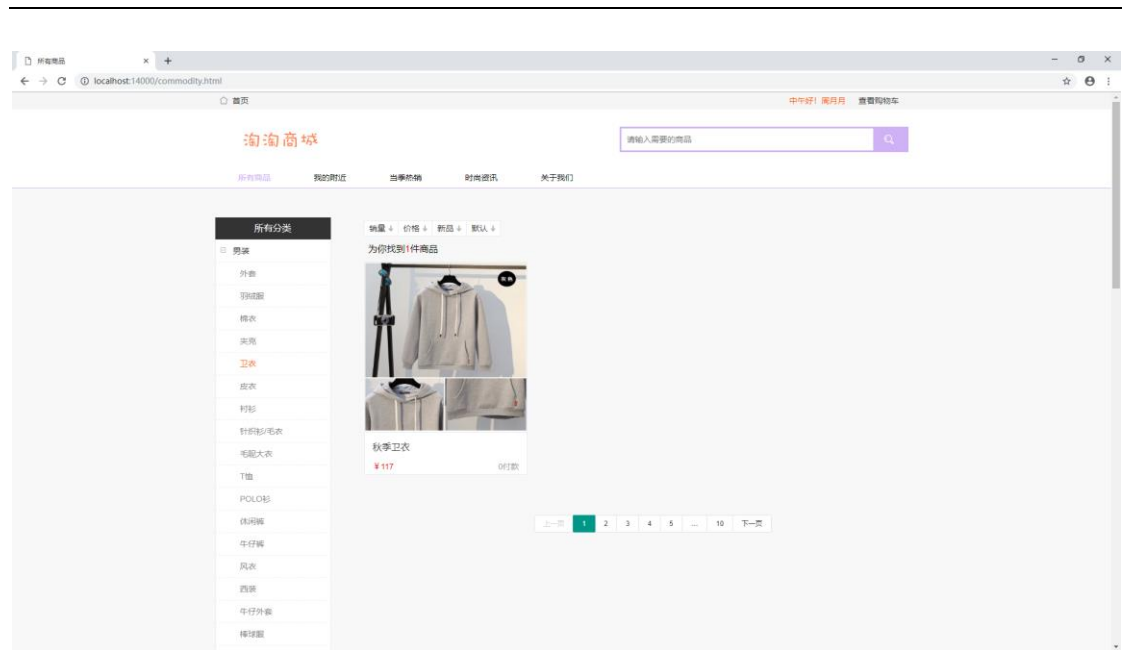 所有商品
localhost:14000/commodity.html
首页
中午好！周月月 查看购物车
淘淘商城
请输入需要的商品
所有商品 我的附近 当季热销 时尚资讯 关于我们
所有分类
销量 价格 新品 默认
男装
为你找到1件商品
外套
羽绒服
棉衣
夹克
卫衣
皮衣
衬衫
针织衫/毛衣
秋季卫衣
毛呢大衣
¥ 117 0付款
T恤
POLO衫
休闲裤
上一页 1 2 3 4 5 ... 10 下一页
牛仔裤
风衣
西装
牛仔外套
棒球服